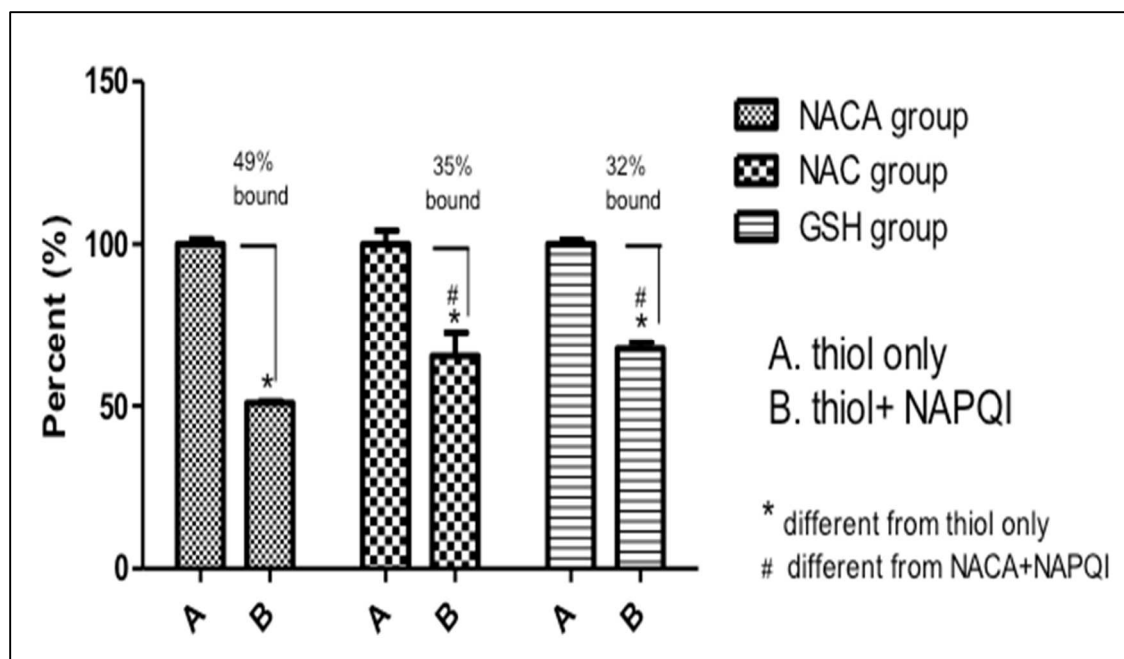 150
100
50
0
Percent (%)
49%
bound
35%
bound
32%
bound
*
#
*
#
*
A
B
A
B
A
B
NACA group
NAC group
GSH group
A. thiol only
B. thiol+ NAPQI
* different from thiol only
# different from NACA+NAPQI